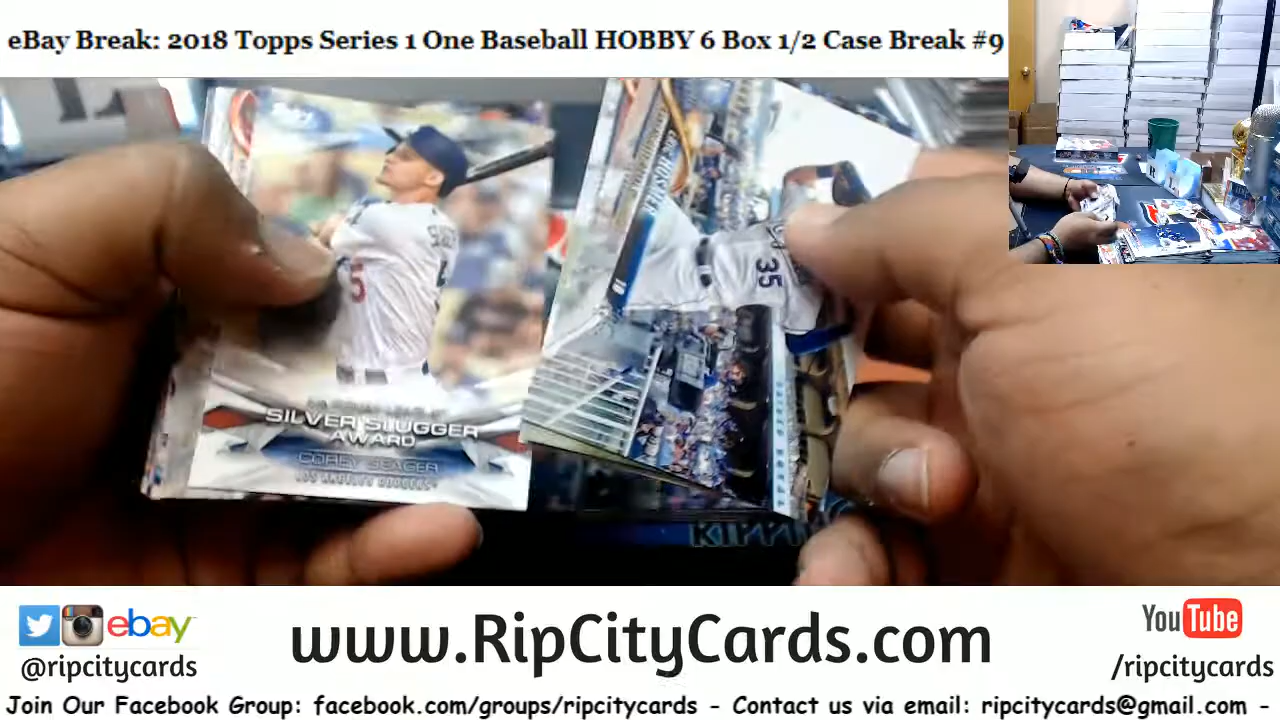 eBay Break: 2018 Topps Series 1 One Baseball HOBBY 6 Box 1/2 Case Break #9
35
5
SILVER SLUGGER
AWARD
COREY SEAGER
LOS ANGELES DODGERS
ebay
@ripcitycards
www.RipCityCards.com
YouTube
/ripcitycards
Join Our Facebook Group: facebook.com/groups/ripcitycards - Contact us via email: ripcitycards@gmail.com -